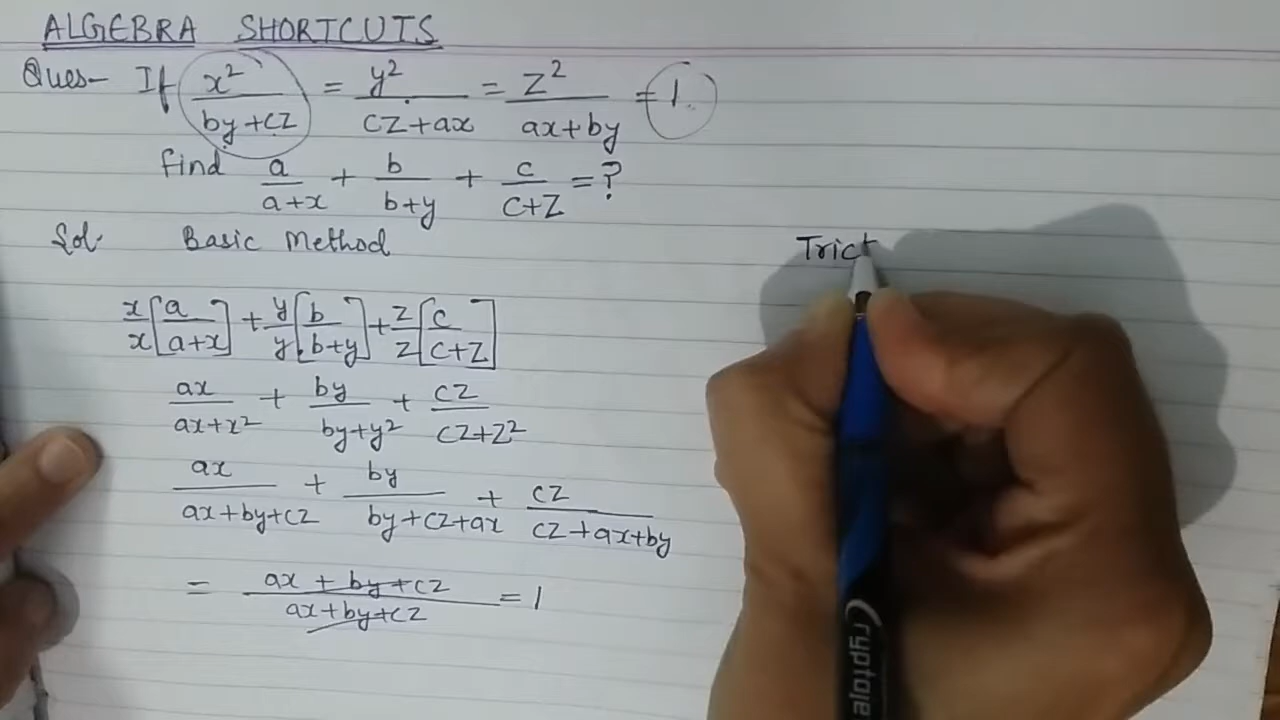 ALGEBRA SHORTCUTS
Ques- If x²/(by+cz) = y²/(cz+ax) = z²/(ax+by) = 1.
find a/(a+x) + b/(b+y) + c/(c+z) = ?
Sol: Basic Method
Trict
x/x[a/(a+x)] + y/y[b/(b+y)] + z/z[c/(c+z)]
ax/(ax+x²) + by/(by+y²) + cz/(cz+z²)
ax/(ax+by+cz) + by/(by+cz+ax) + cz/(cz+ax+by)
= (ax+by+cz)/(ax+by+cz) = 1
Cryptoje